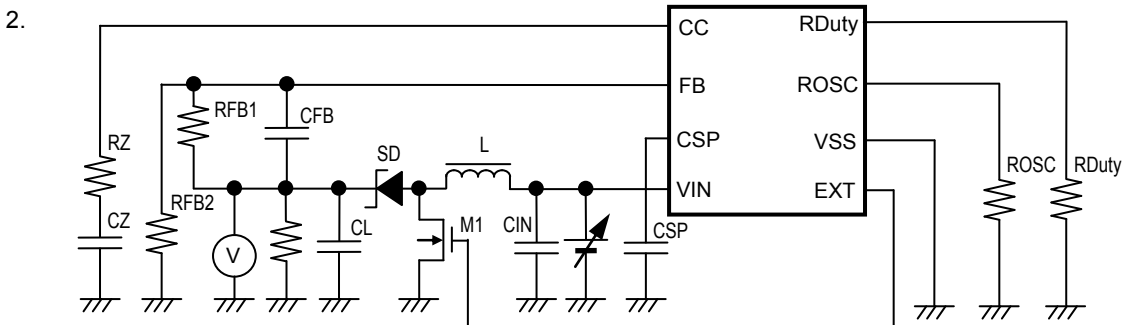 2.
CC
RDuty
FB
ROSC
RFB1
CFB
CSP
VSS
RZ
SD
L
VIN
EXT
ROSC
RDuty
RFB2
CZ
CL
M1
CIN
CSP
V